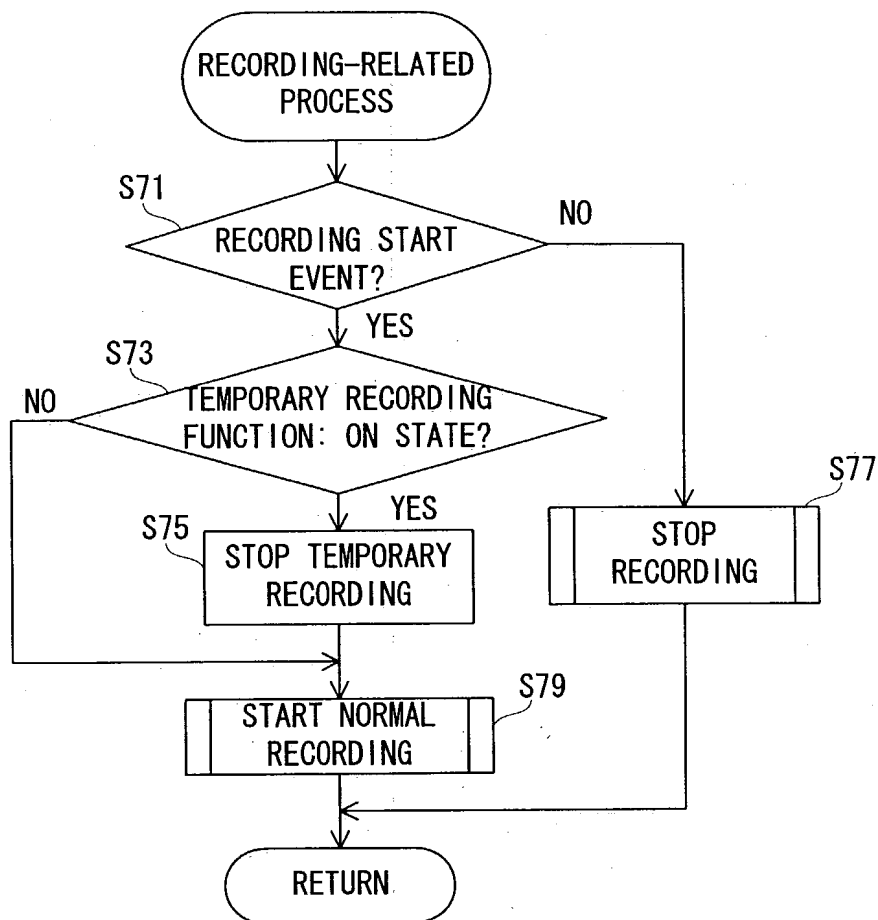 RECORDING-RELATED
PROCESS
S71
NO
RECORDING START
EVENT?
YES
S73
NO
TEMPORARY RECORDING
FUNCTION: ON STATE?
YES
S77
S75
STOP TEMPORARY
RECORDING
STOP
RECORDING
S79
START NORMAL
RECORDING
RETURN